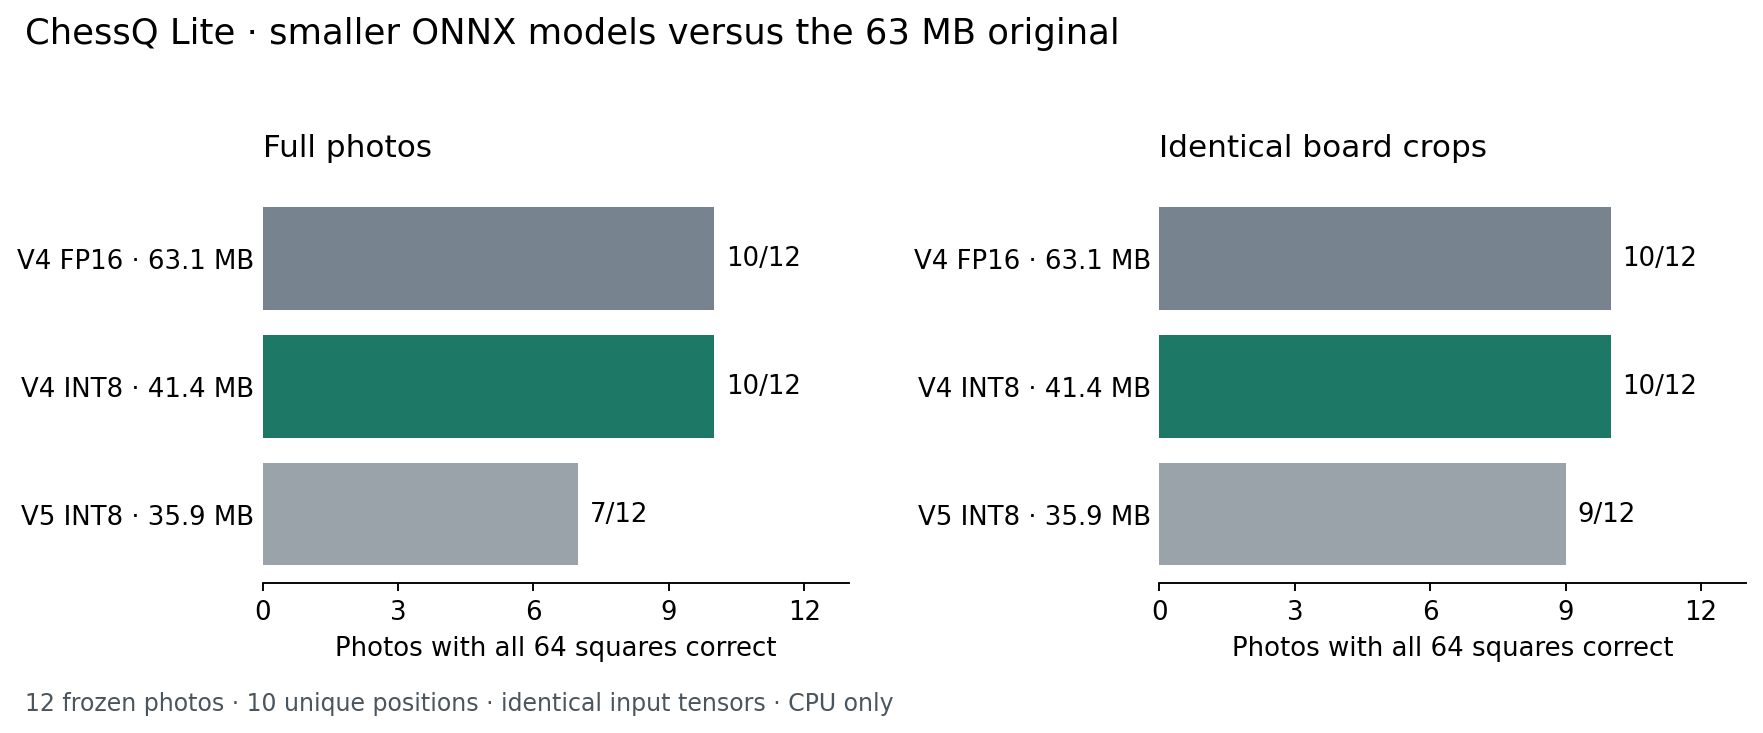 ChessQ Lite · smaller ONNX models versus the 63 MB original
Full photos
V4 FP16 · 63.1 MB
10/12
V4 INT8 · 41.4 MB
10/12
V5 INT8 · 35.9 MB
7/12
0 3 6 9 12
Photos with all 64 squares correct
Identical board crops
V4 FP16 · 63.1 MB
10/12
V4 INT8 · 41.4 MB
10/12
V5 INT8 · 35.9 MB
9/12
0 3 6 9 12
Photos with all 64 squares correct
12 frozen photos · 10 unique positions · identical input tensors · CPU only